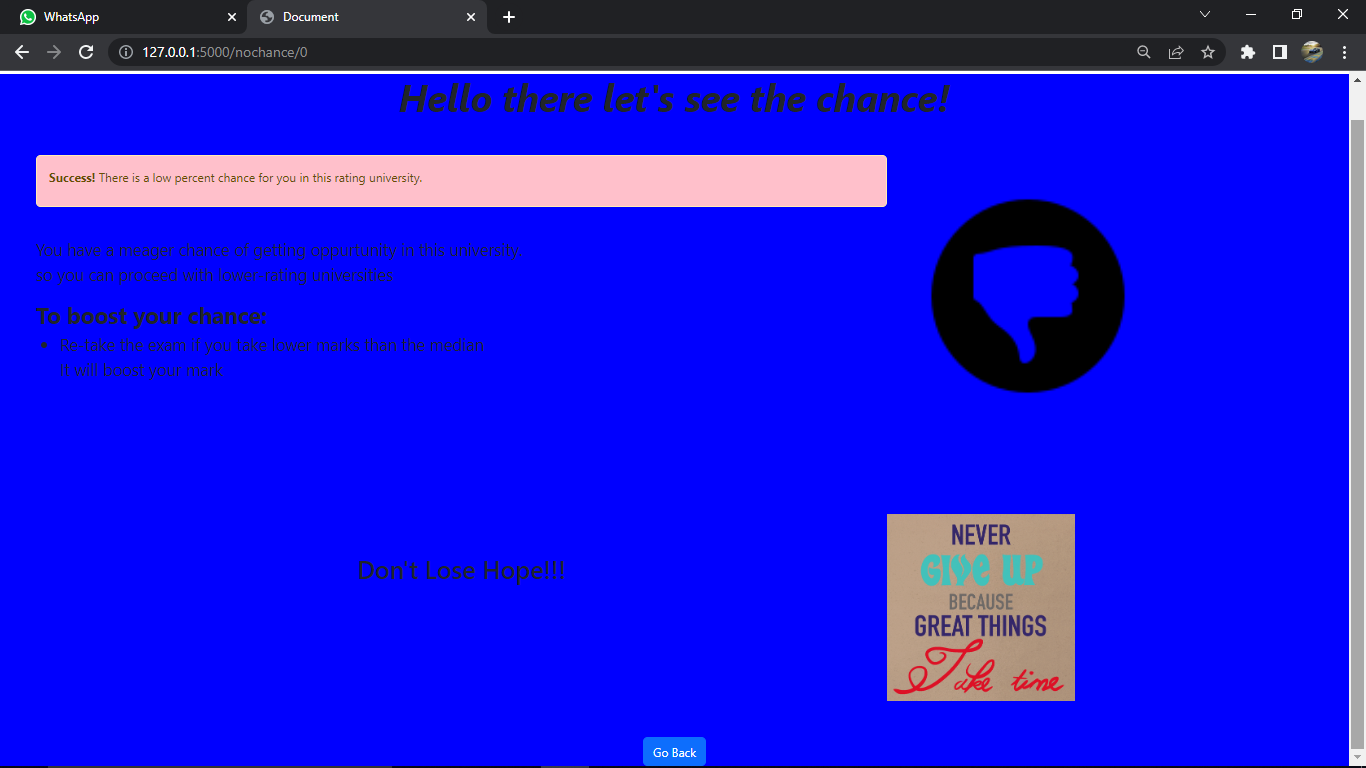 WhatsApp
Document
127.0.0.1:5000/nochance/0
Hello there let's see the chance!
Success! There is a low percent chance for you in this rating university.
You have a meager chance of getting oppurtunity in this university,
so you can proceed with lower-rating universities
To boost your chance:
Re-take the exam if you take lower marks than the median
It will boost your mark
Don't Lose Hope!!!
NEVER
GIVE UP
BECAUSE
GREAT THINGS
Take time
Go Back